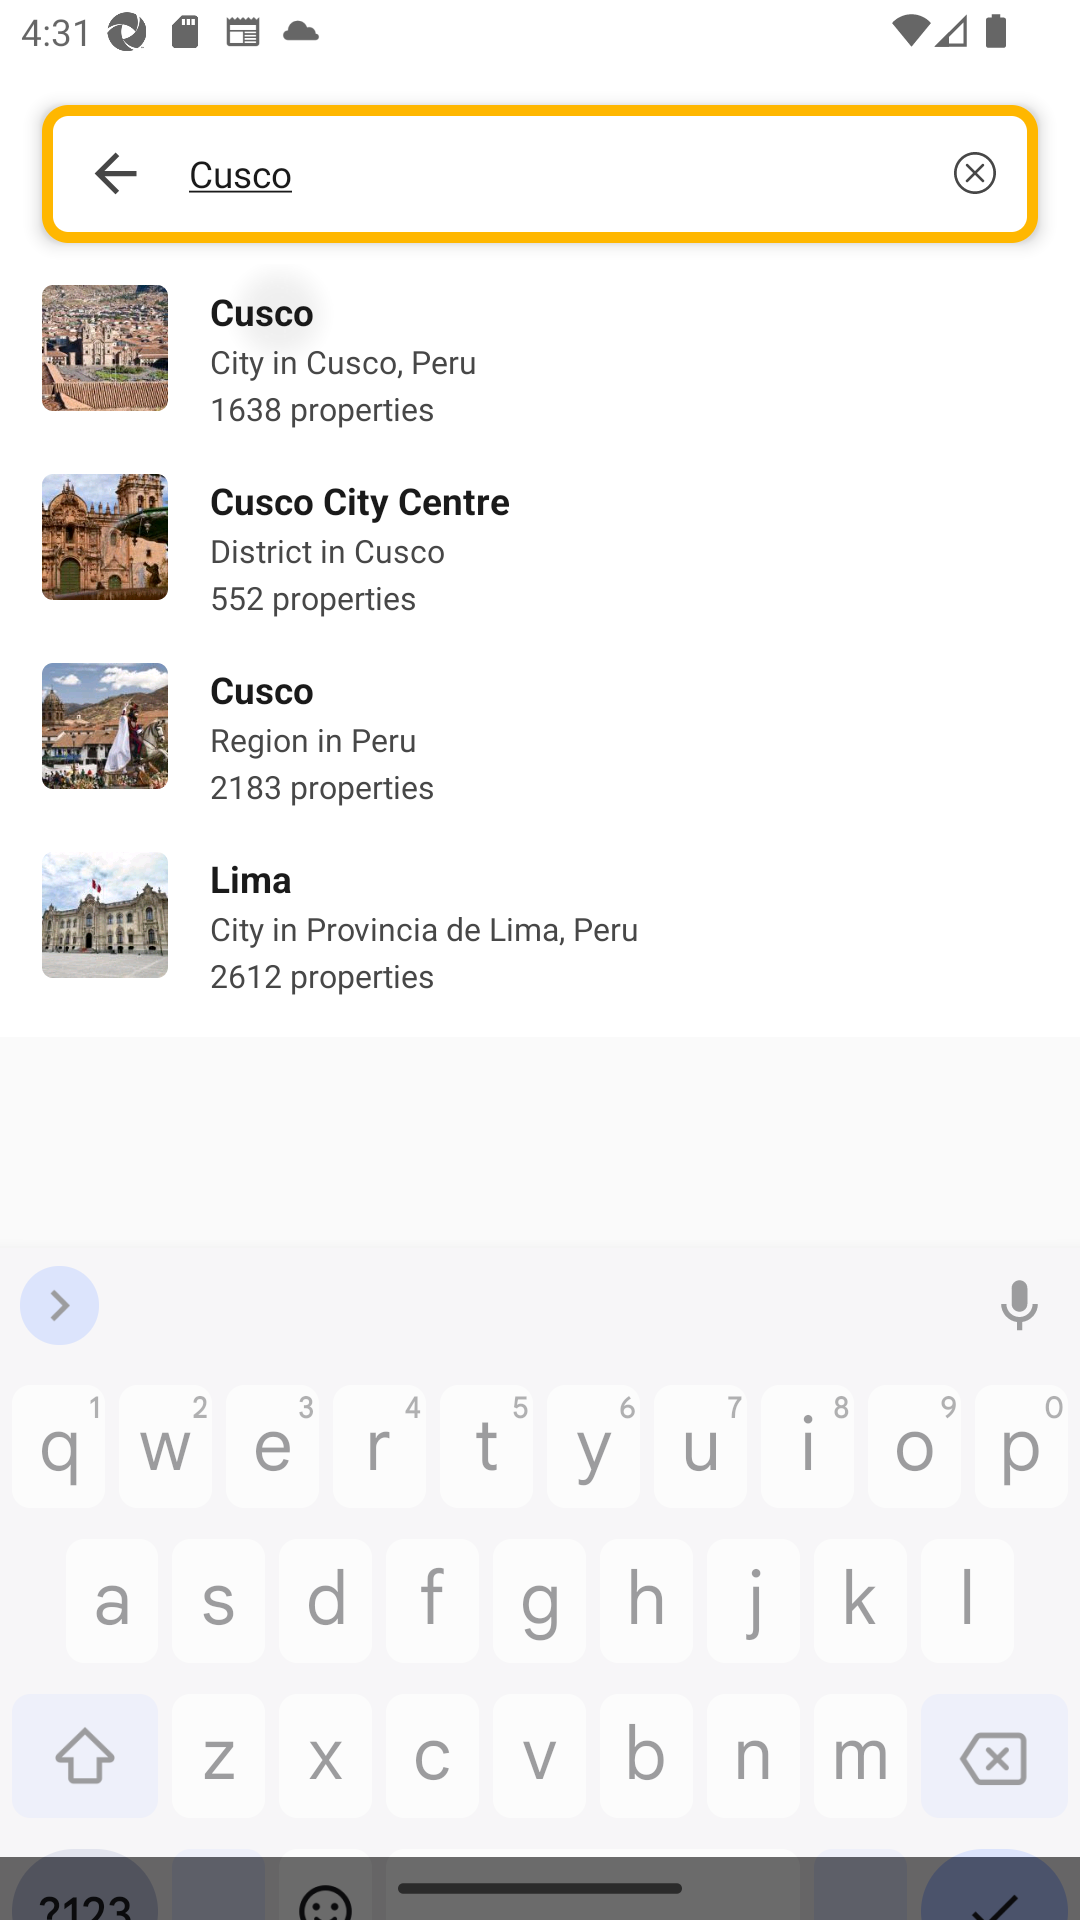 4:31
Cusco
Cusco
City in Cusco, Peru
1638 properties
Cusco City Centre
District in Cusco
552 properties
Cusco
Region in Peru
2183 properties
Lima
City in Provincia de Lima, Peru
2612 properties
1 2 3 4 5 6 7 8 9 0
q w e r t y u i o p
a s d f g h j k l
z x c v b n m
?123